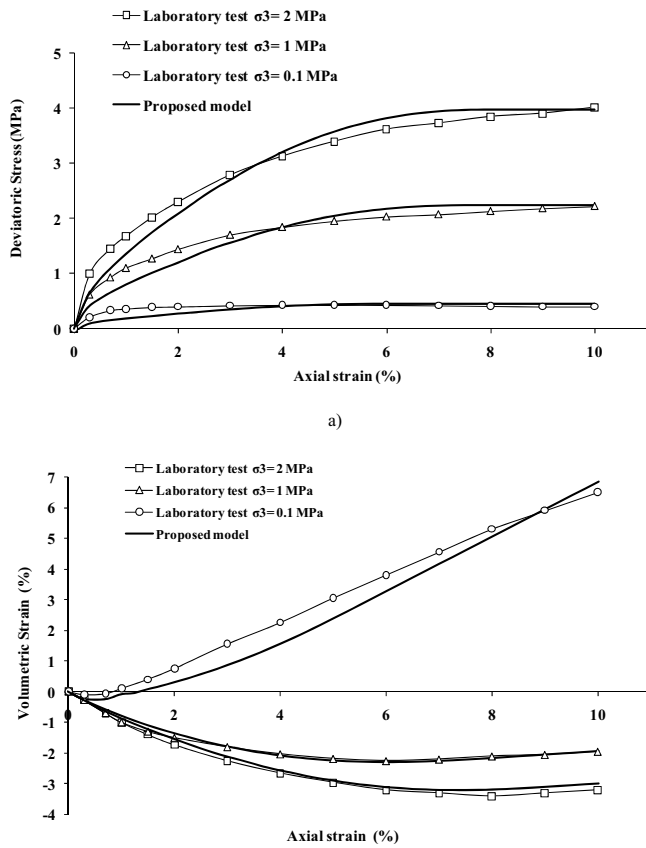 Laboratory test σ3= 2 MPa
Laboratory test σ3= 1 MPa
Laboratory test σ3= 0.1 MPa
Proposed model
Deviatoric Stress (MPa)
5
4
3
2
1
0
0 2 4 6 8 10
Axial strain (%)
a)
Laboratory test σ3= 2 MPa
Laboratory test σ3= 1 MPa
Laboratory test σ3= 0.1 MPa
Proposed model
Volumetric Strain (%)
7
6
5
4
3
2
1
0
-1
-2
-3
-4
0 2 4 6 8 10
Axial strain (%)